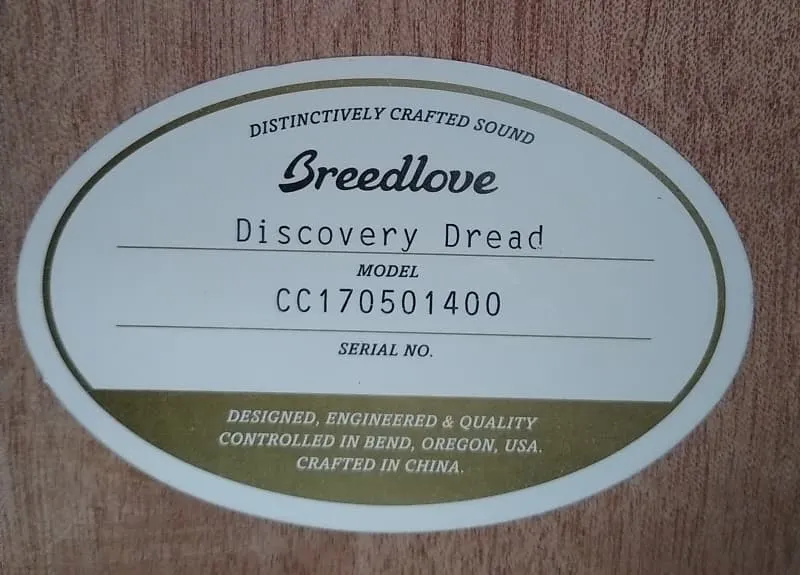 DISTINCTIVELY CRAFTED SOUND
Breedlove
Discovery Dread
MODEL
CC170501400
SERIAL NO.
DESIGNED, ENGINEERED & QUALITY
CONTROLLED IN BEND, OREGON, USA.
CRAFTED IN CHINA.